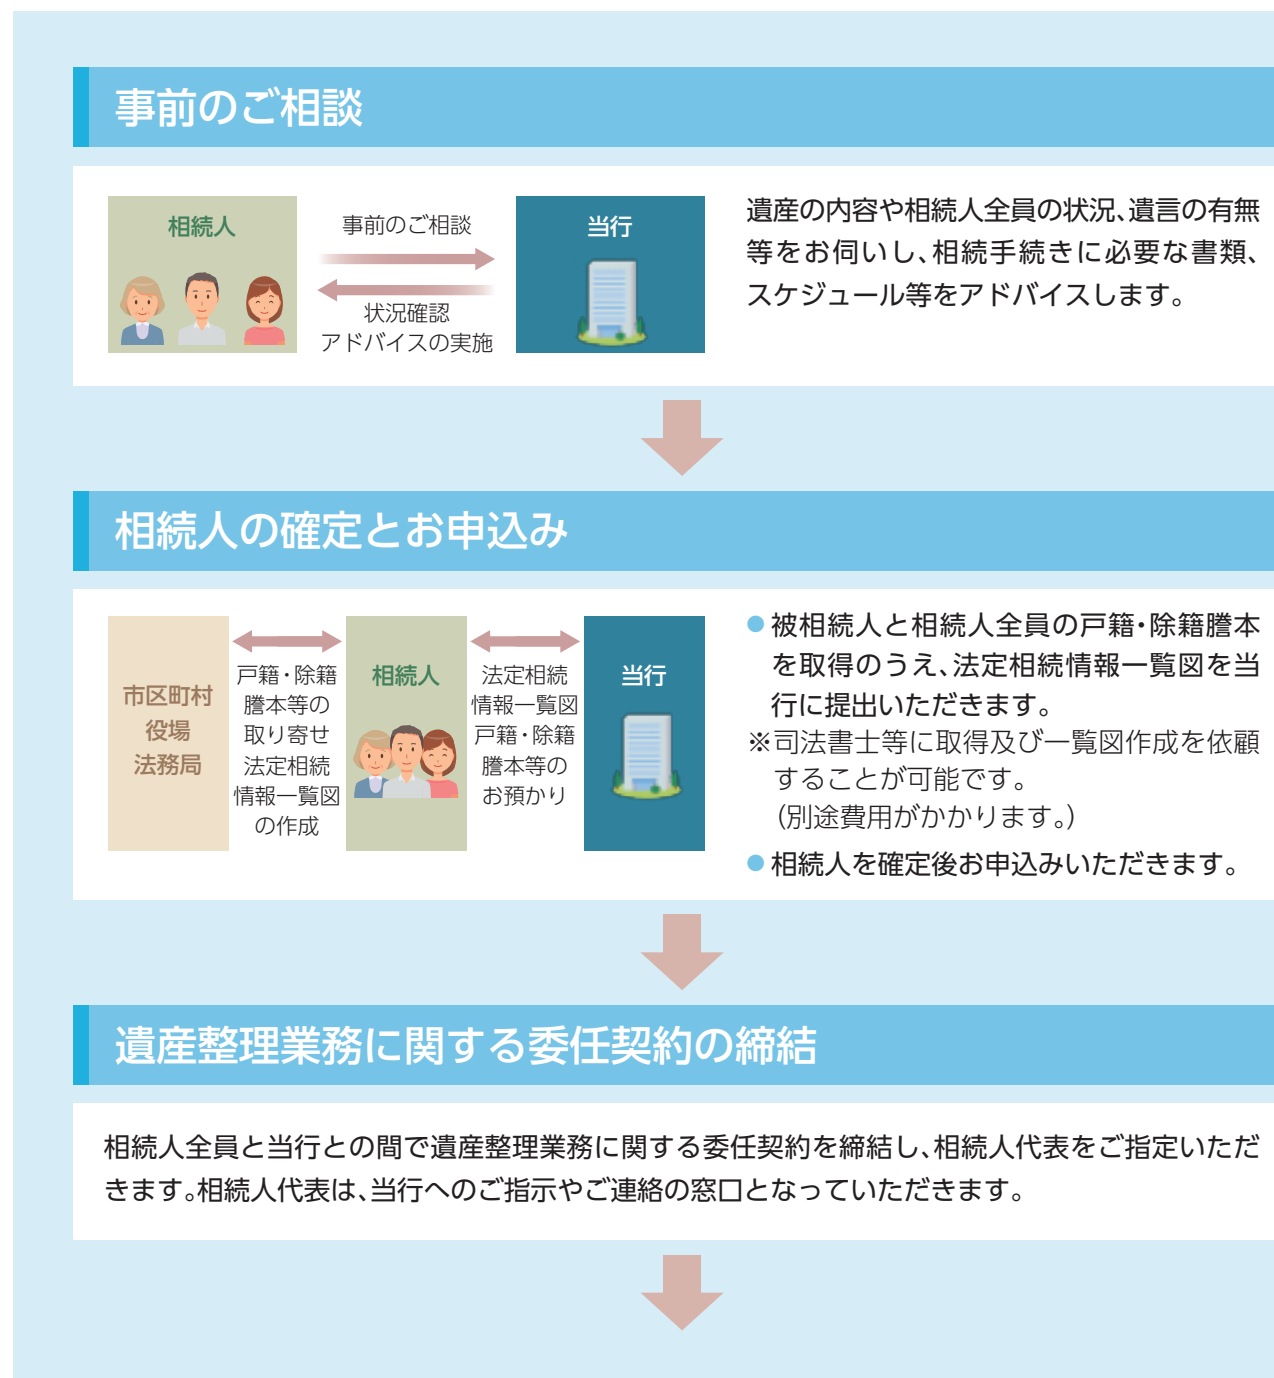 事前のご相談
相続人
事前のご相談
状況確認
アドバイスの実施
当行
遺産の内容や相続人全員の状況、遺言の有無
等をお伺いし、相続手続きに必要な書類、
スケジュール等をアドバイスします。
相続人の確定とお申込み
市区町村
役場
法務局
戸籍・除籍
謄本等の
取り寄せ
法定相続
情報一覧図
の作成
相続人
法定相続
情報一覧図
戸籍・除籍
謄本等の
お預かり
当行
●被相続人と相続人全員の戸籍・除籍謄本
を取得のうえ、法定相続情報一覧図を当
行に提出いただきます。
※司法書士等に取得及び一覧図作成を依頼
することが可能です。
（別途費用がかかります。）
●相続人を確定後お申込みいただきます。
遺産整理業務に関する委任契約の締結
相続人全員と当行との間で遺産整理業務に関する委任契約を締結し、相続人代表をご指定いただ
きます。相続人代表は、当行へのご指示やご連絡の窓口となっていただきます。